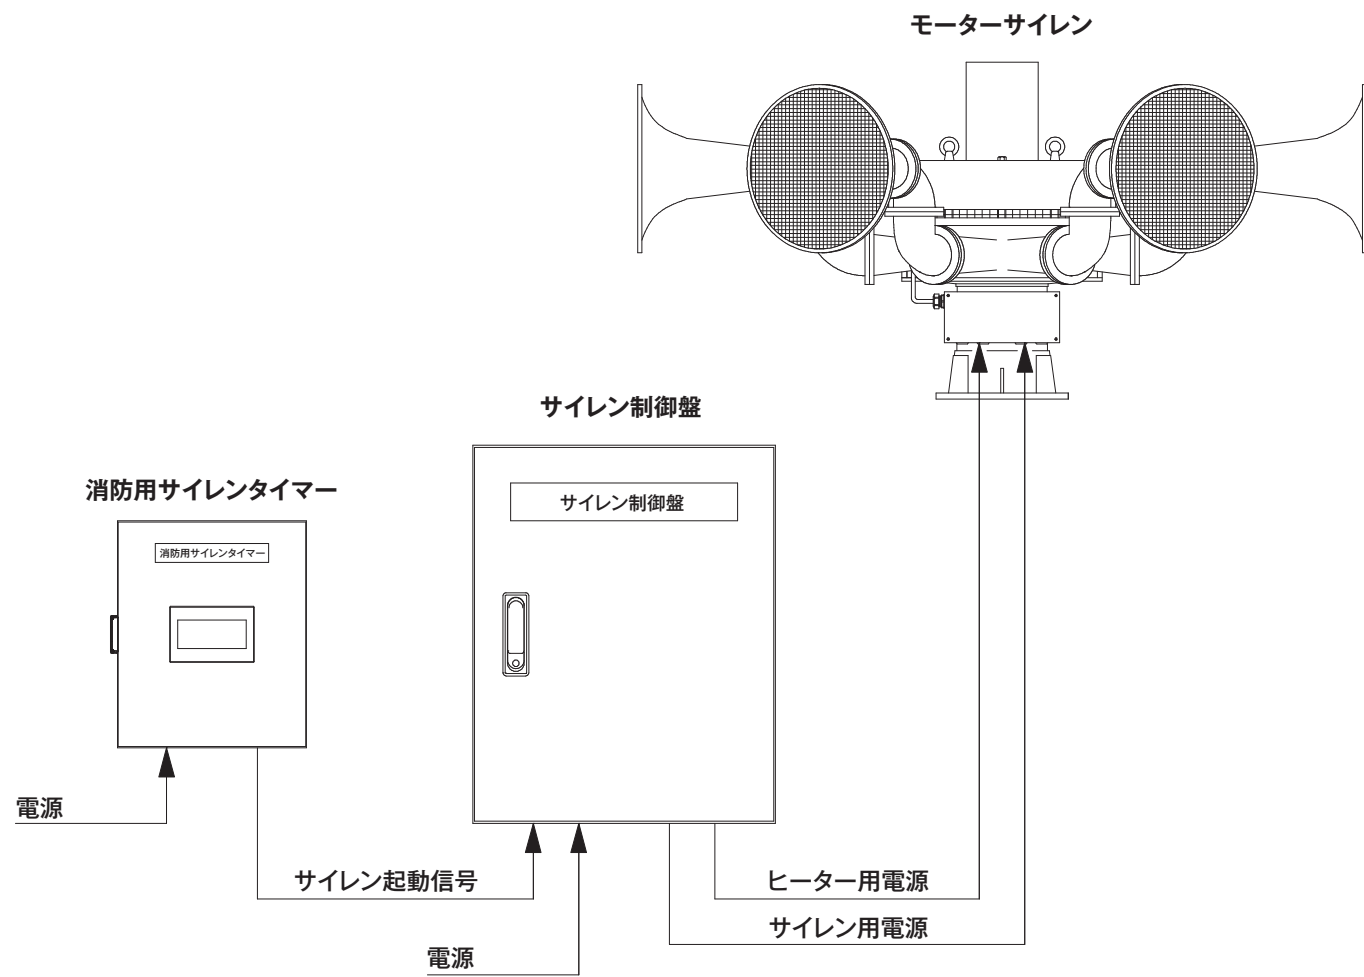 モーターサイレン
サイレン制御盤
サイレン制御盤
消防用サイレンタイマー
消防用サイレンタイマー
電源
サイレン起動信号
ヒーター用電源
サイレン用電源
電源